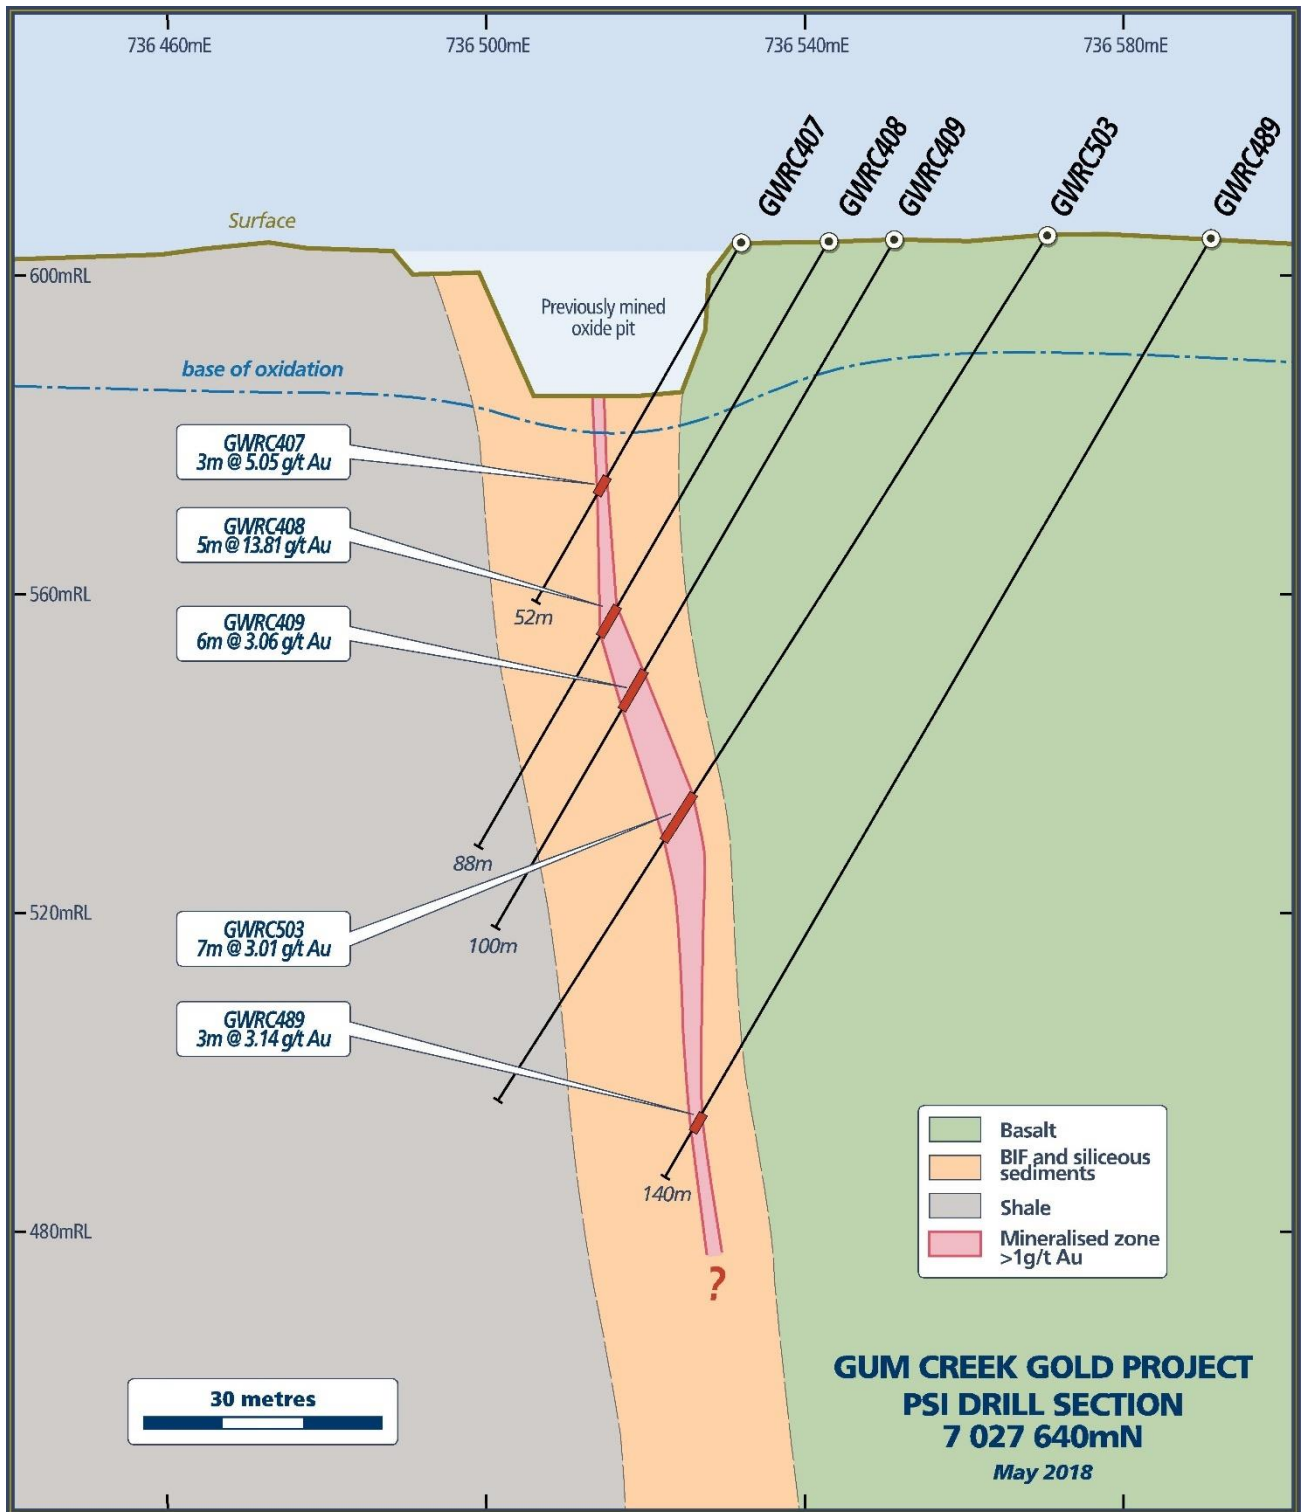 736 460mE
736 500mE
736 540mE
736 580mE
GWRC407
GWRC408
GWRC409
GWRC503
GWRC489
Surface
600mRL
Previously mined
oxide pit
base of oxidation
GWRC407
3m @ 5.05 g/t Au
GWRC408
5m @ 13.81 g/t Au
560mRL
52m
GWRC409
6m @ 3.06 g/t Au
88m
520mRL
GWRC503
7m @ 3.01 g/t Au
100m
GWRC489
3m @ 3.14 g/t Au
140m
480mRL
?
Basalt
BIF and siliceous
sediments
Shale
Mineralised zone
>1g/t Au
30 metres
GUM CREEK GOLD PROJECT
PSI DRILL SECTION
7 027 640mN
May 2018